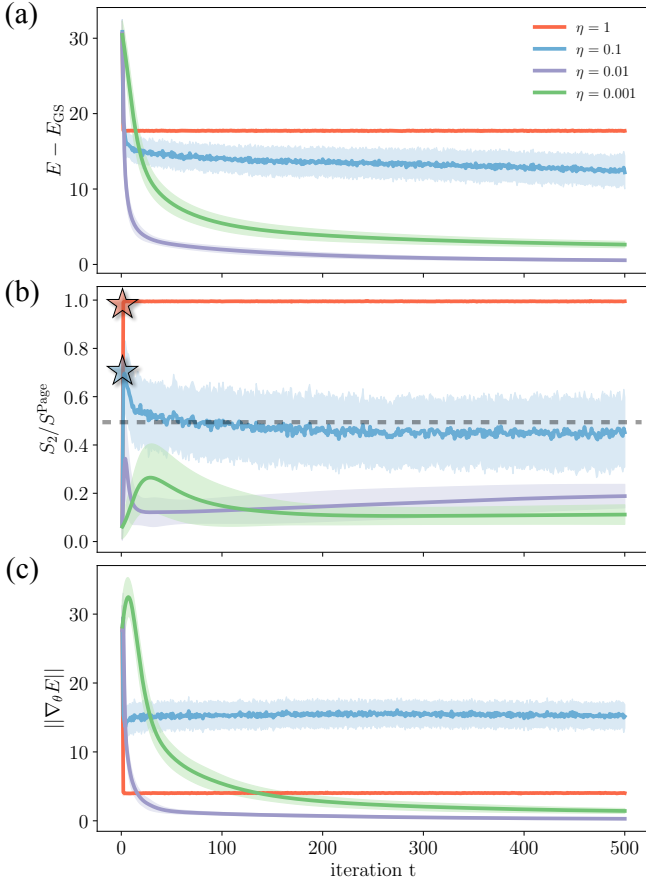 (a)
30
20
10
0
E − E_GS
η = 1
η = 0.1
η = 0.01
η = 0.001
(b)
1.0
0.8
0.6
0.4
0.2
0.0
S_2/S^Page
(c)
30
20
10
0
||∇_θ E||
0 100 200 300 400 500
iteration t